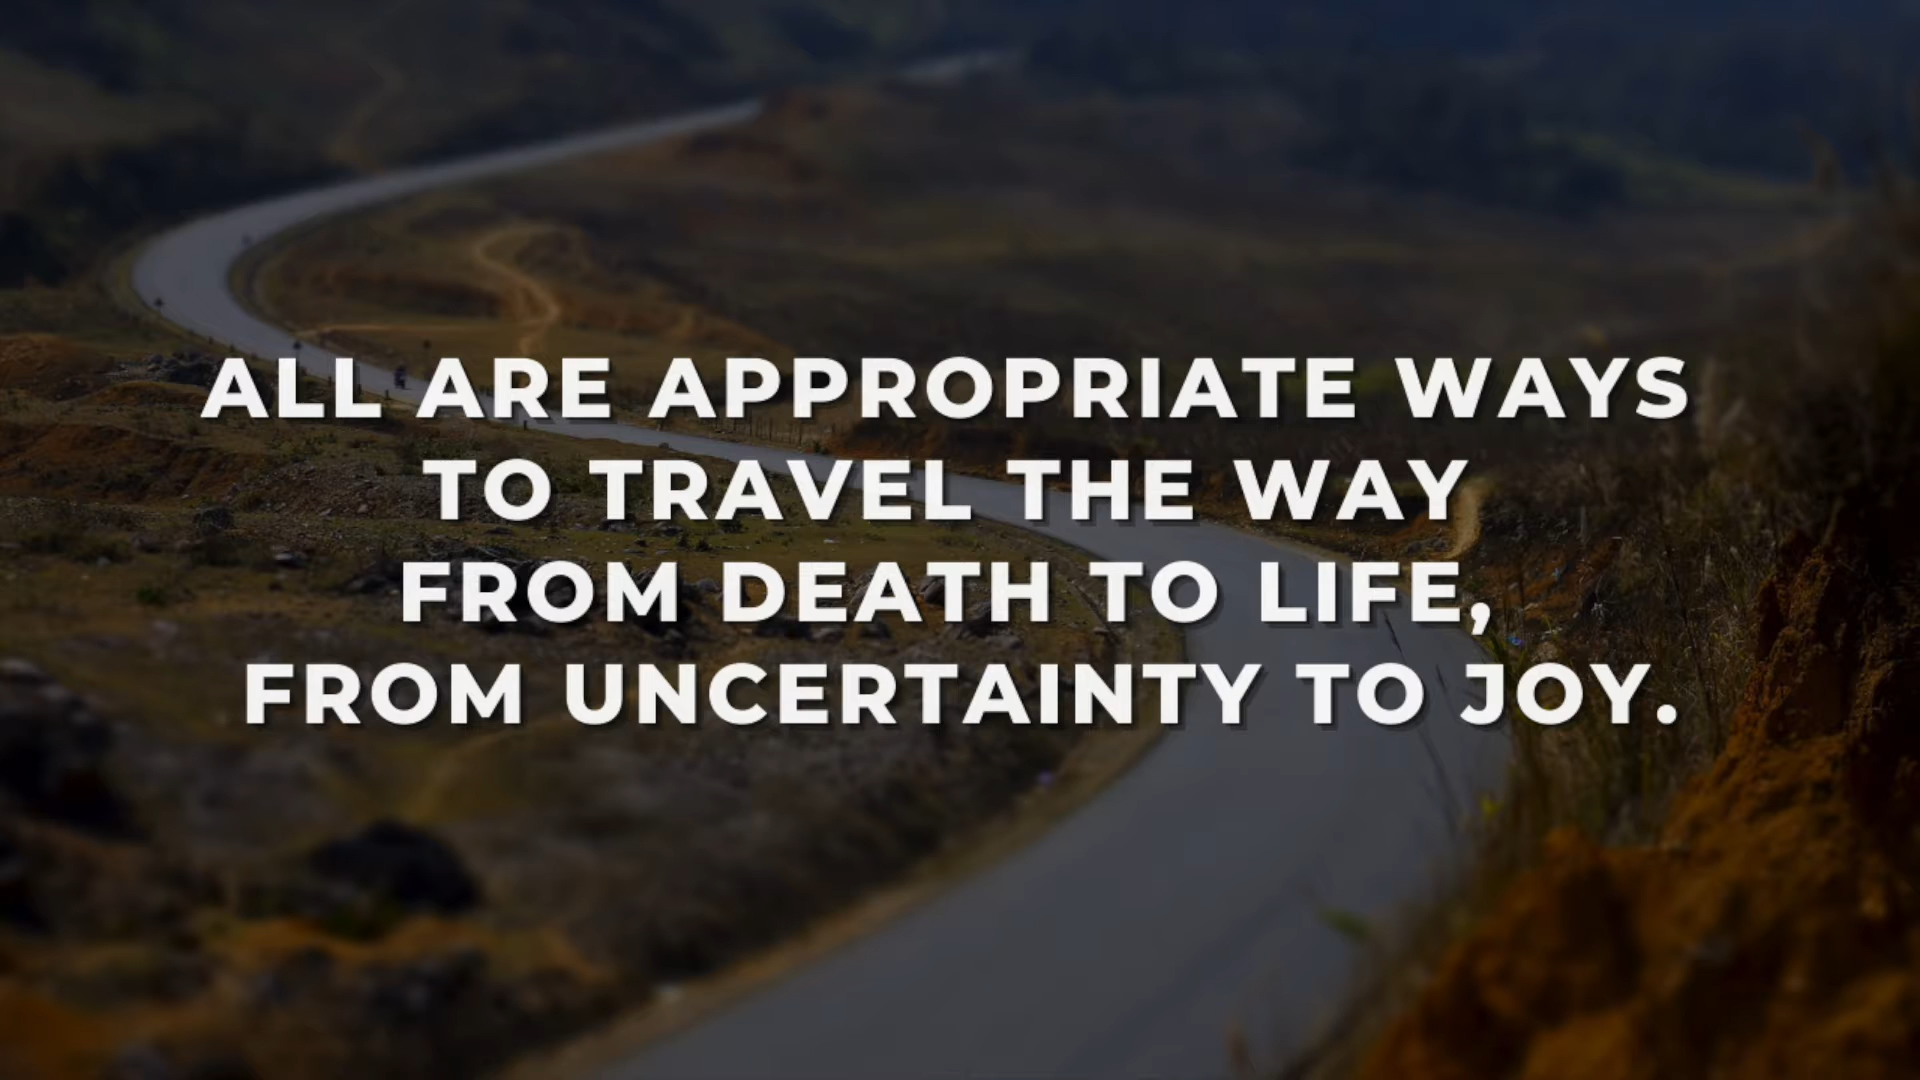 ALL ARE APPROPRIATE WAYS
TO TRAVEL THE WAY
FROM DEATH TO LIFE,
FROM UNCERTAINTY TO JOY.